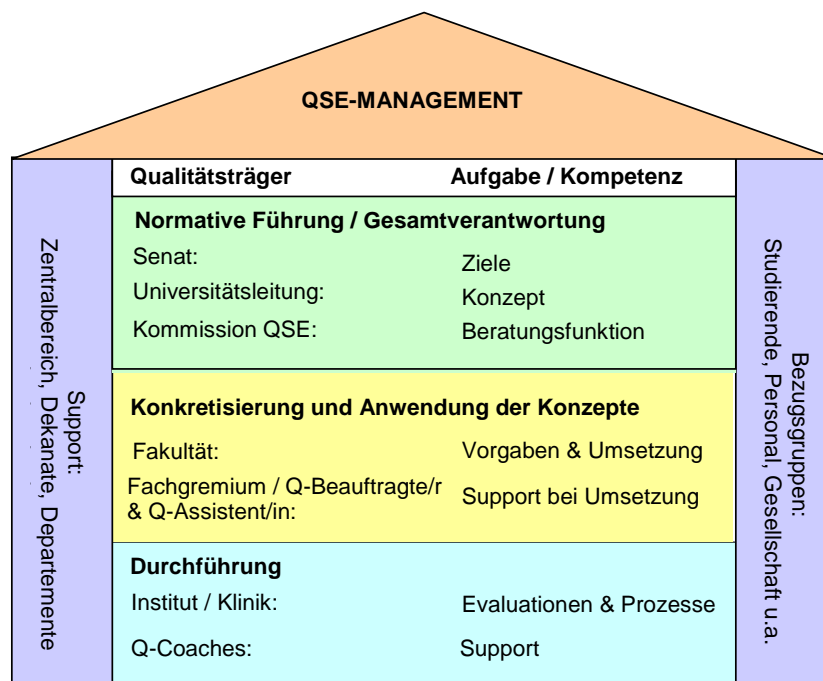 QSE-MANAGEMENT
Qualitätsträger Aufgabe / Kompetenz
Normative Führung / Gesamtverantwortung
Senat: Ziele
Universitätsleitung: Konzept
Kommission QSE: Beratungsfunktion
Konkretisierung und Anwendung der Konzepte
Fakultät: Vorgaben & Umsetzung
Fachgremium / Q-Beauftragte/r
& Q-Assistent/in: Support bei Umsetzung
Durchführung
Institut / Klinik: Evaluationen & Prozesse
Q-Coaches: Support
Support:
Zentralbereich, Dekanate, Departemente
Bezugsgruppen:
Studierende, Personal, Gesellschaft u.a.